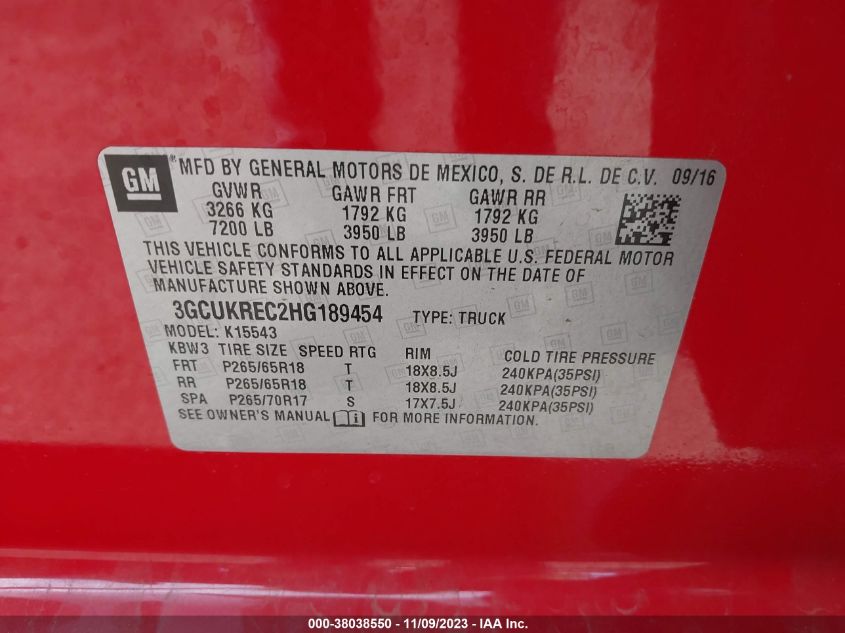 GM ® MFD BY GENERAL MOTORS DE MEXICO, S. DE R.L. DE C.V. 09/16
GVWR GAWR FRT GAWR RR
3266 KG 1792 KG 1792 KG
7200 LB 3950 LB 3950 LB
THIS VEHICLE CONFORMS TO ALL APPLICABLE U.S. FEDERAL MOTOR
VEHICLE SAFETY STANDARDS IN EFFECT ON THE DATE OF
MANUFACTURE SHOWN ABOVE.
3GCUKREC2HG189454 TYPE: TRUCK
MODEL: K15543
KBW3 TIRE SIZE SPEED RTG RIM COLD TIRE PRESSURE
FRT P265/65R18 T 18X8.5J 240KPA(35PSI)
RR P265/65R18 T 18X8.5J 240KPA(35PSI)
SPA P265/70R17 S 17X7.5J 240KPA(35PSI)
SEE OWNER'S MANUAL i FOR MORE INFORMATION.
000-38038550 - 11/09/2023 - IAA Inc.